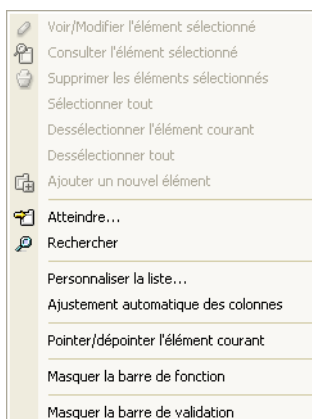 Voir/Modifier l'élément sélectionné
Consulter l'élément sélectionné
Supprimer les éléments sélectionnés
Sélectionner tout
Dessélectionner l'élément courant
Dessélectionner tout
Ajouter un nouvel élément
Atteindre...
Rechercher
Personnaliser la liste...
Ajustement automatique des colonnes
Pointer/dépointer l'élément courant
Masquer la barre de fonction
Masquer la barre de validation